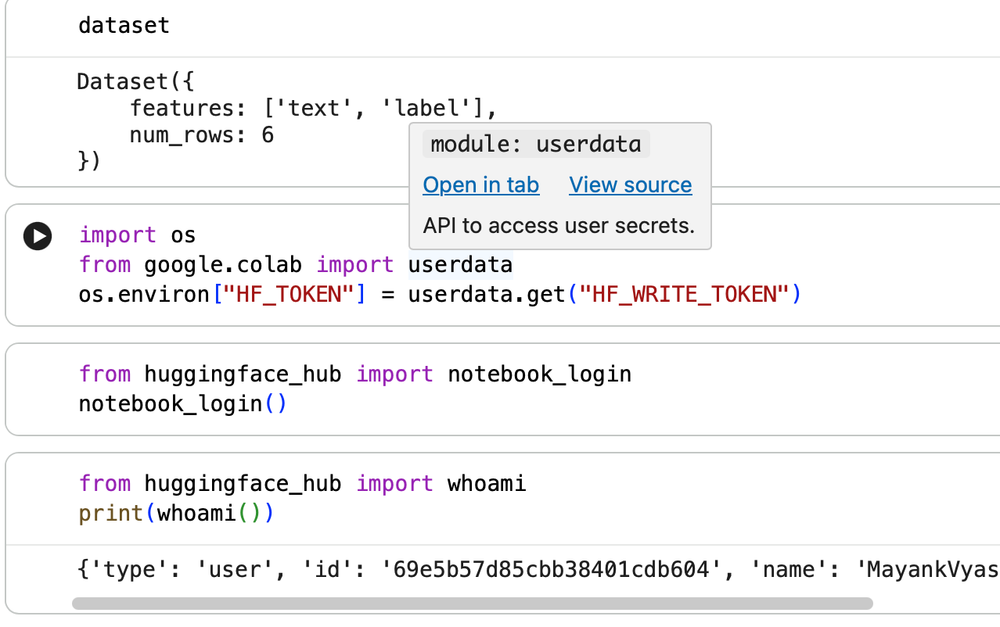 dataset
Dataset({
    features: ['text', 'label'],
    num_rows: 6
})
module: userdata
Open in tab View source
API to access user secrets.
import os
from google.colab import userdata
os.environ["HF_TOKEN"] = userdata.get("HF_WRITE_TOKEN")
from huggingface_hub import notebook_login
notebook_login()
from huggingface_hub import whoami
print(whoami())
{'type': 'user', 'id': '69e5b57d85cbb38401cdb604', 'name': 'MayankVyas